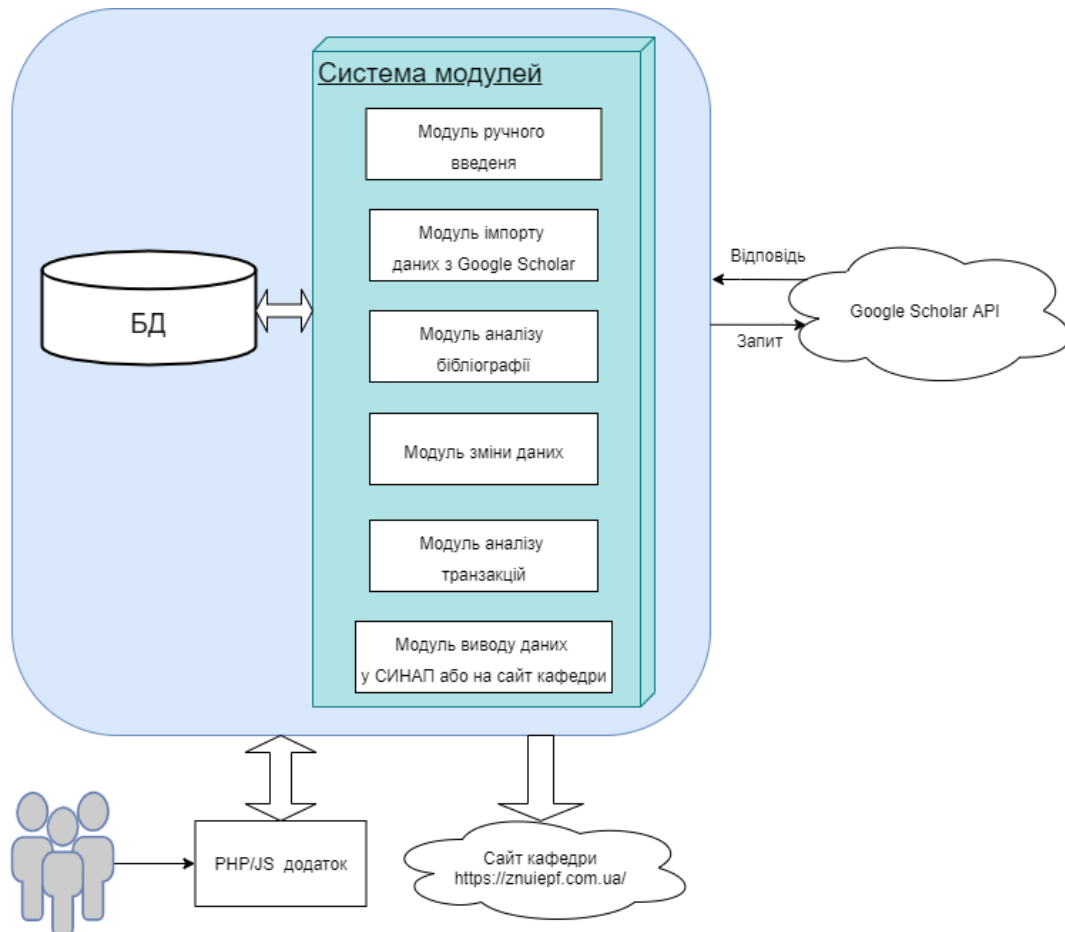 Система модулей
Модуль ручного
введеня
Модуль імпорту
даних з Google Scholar
Модуль аналізу
бібліографії
Модуль зміни даних
Модуль аналізу
транзакцій
Модуль виводу даних
у СИНАП або на сайт кафедри
БД
Відповідь
Google Scholar API
Запит
PHP/JS додаток
Сайт кафедри
https://znuiepf.com.ua/